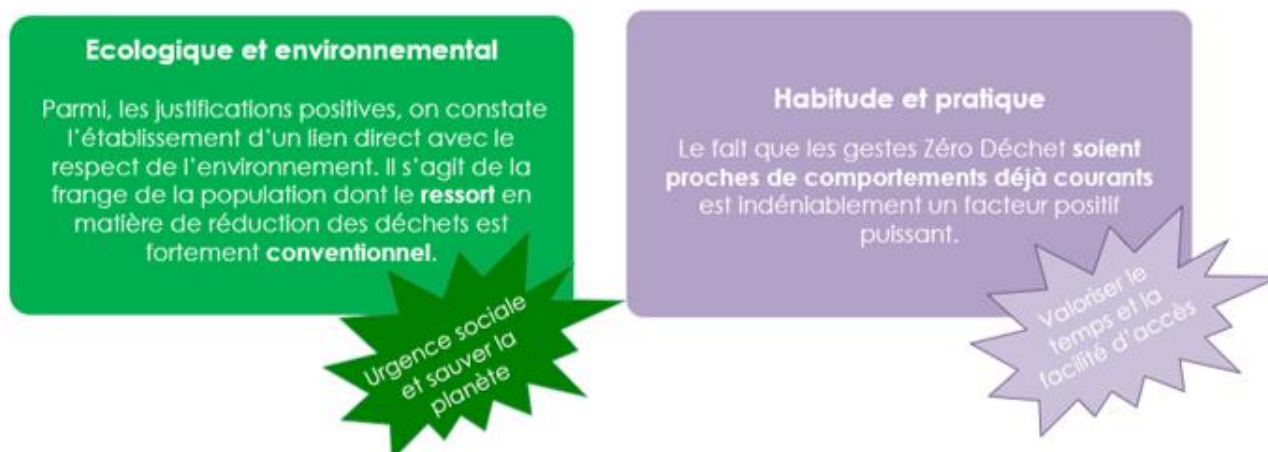 Ecologique et environnemental
Parmi, les justifications positives, on constate
l'établissement d'un lien direct avec le
respect de l'environnement. Il s'agit de la
frange de la population dont le ressort en
matière de réduction des déchets est
fortement conventionnel.
Urgence sociale
et sauver la
planète
Habitude et pratique
Le fait que les gestes Zéro Déchet soient
proches de comportements déjà courants
est indéniablement un facteur positif
puissant.
Valoriser le
temps et la
facilité d'accès